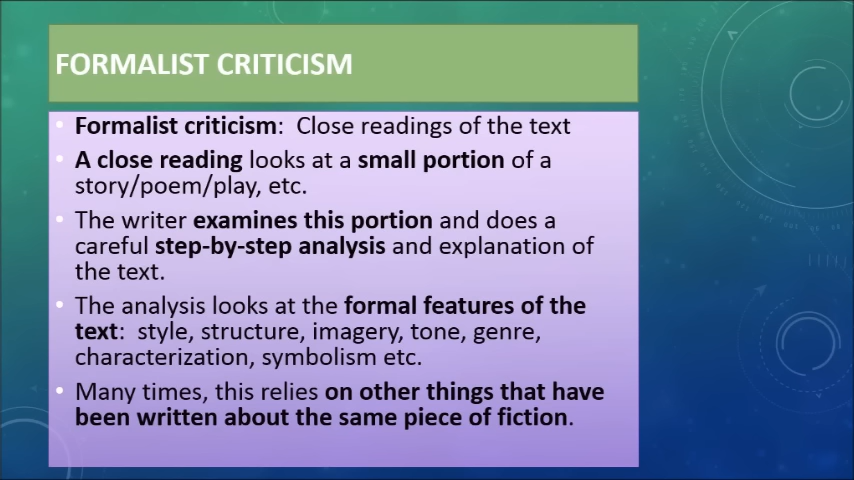 FORMALIST CRITICISM
• Formalist criticism: Close readings of the text
• A close reading looks at a small portion of a
story/poem/play, etc.
• The writer examines this portion and does a
careful step-by-step analysis and explanation of
the text.
• The analysis looks at the formal features of the
text: style, structure, imagery, tone, genre,
characterization, symbolism etc.
• Many times, this relies on other things that have
been written about the same piece of fiction.